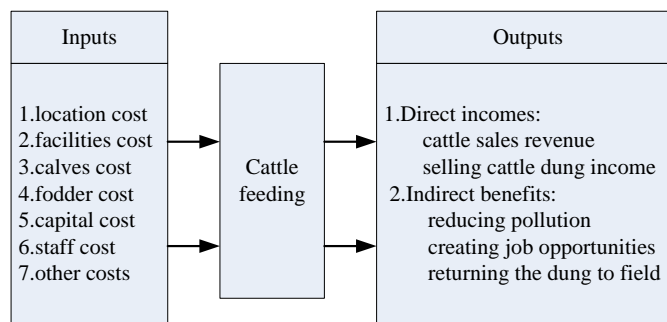 Inputs
1.location cost
2.facilities cost
3.calves cost
4.fodder cost
5.capital cost
6.staff cost
7.other costs
Cattle
feeding
Outputs
1.Direct incomes:
cattle sales revenue
selling cattle dung income
2.Indirect benefits:
reducing pollution
creating job opportunities
returning the dung to field